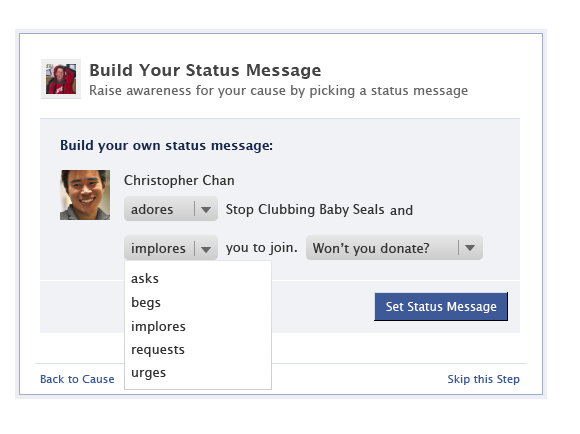 Build Your Status Message
Raise awareness for your cause by picking a status message
Build your own status message:
Christopher Chan
adores Stop Clubbing Baby Seals and
implores you to join. Won't you donate?
asks
begs
implores
requests
urges
Set Status Message
Back to Cause Skip this Step